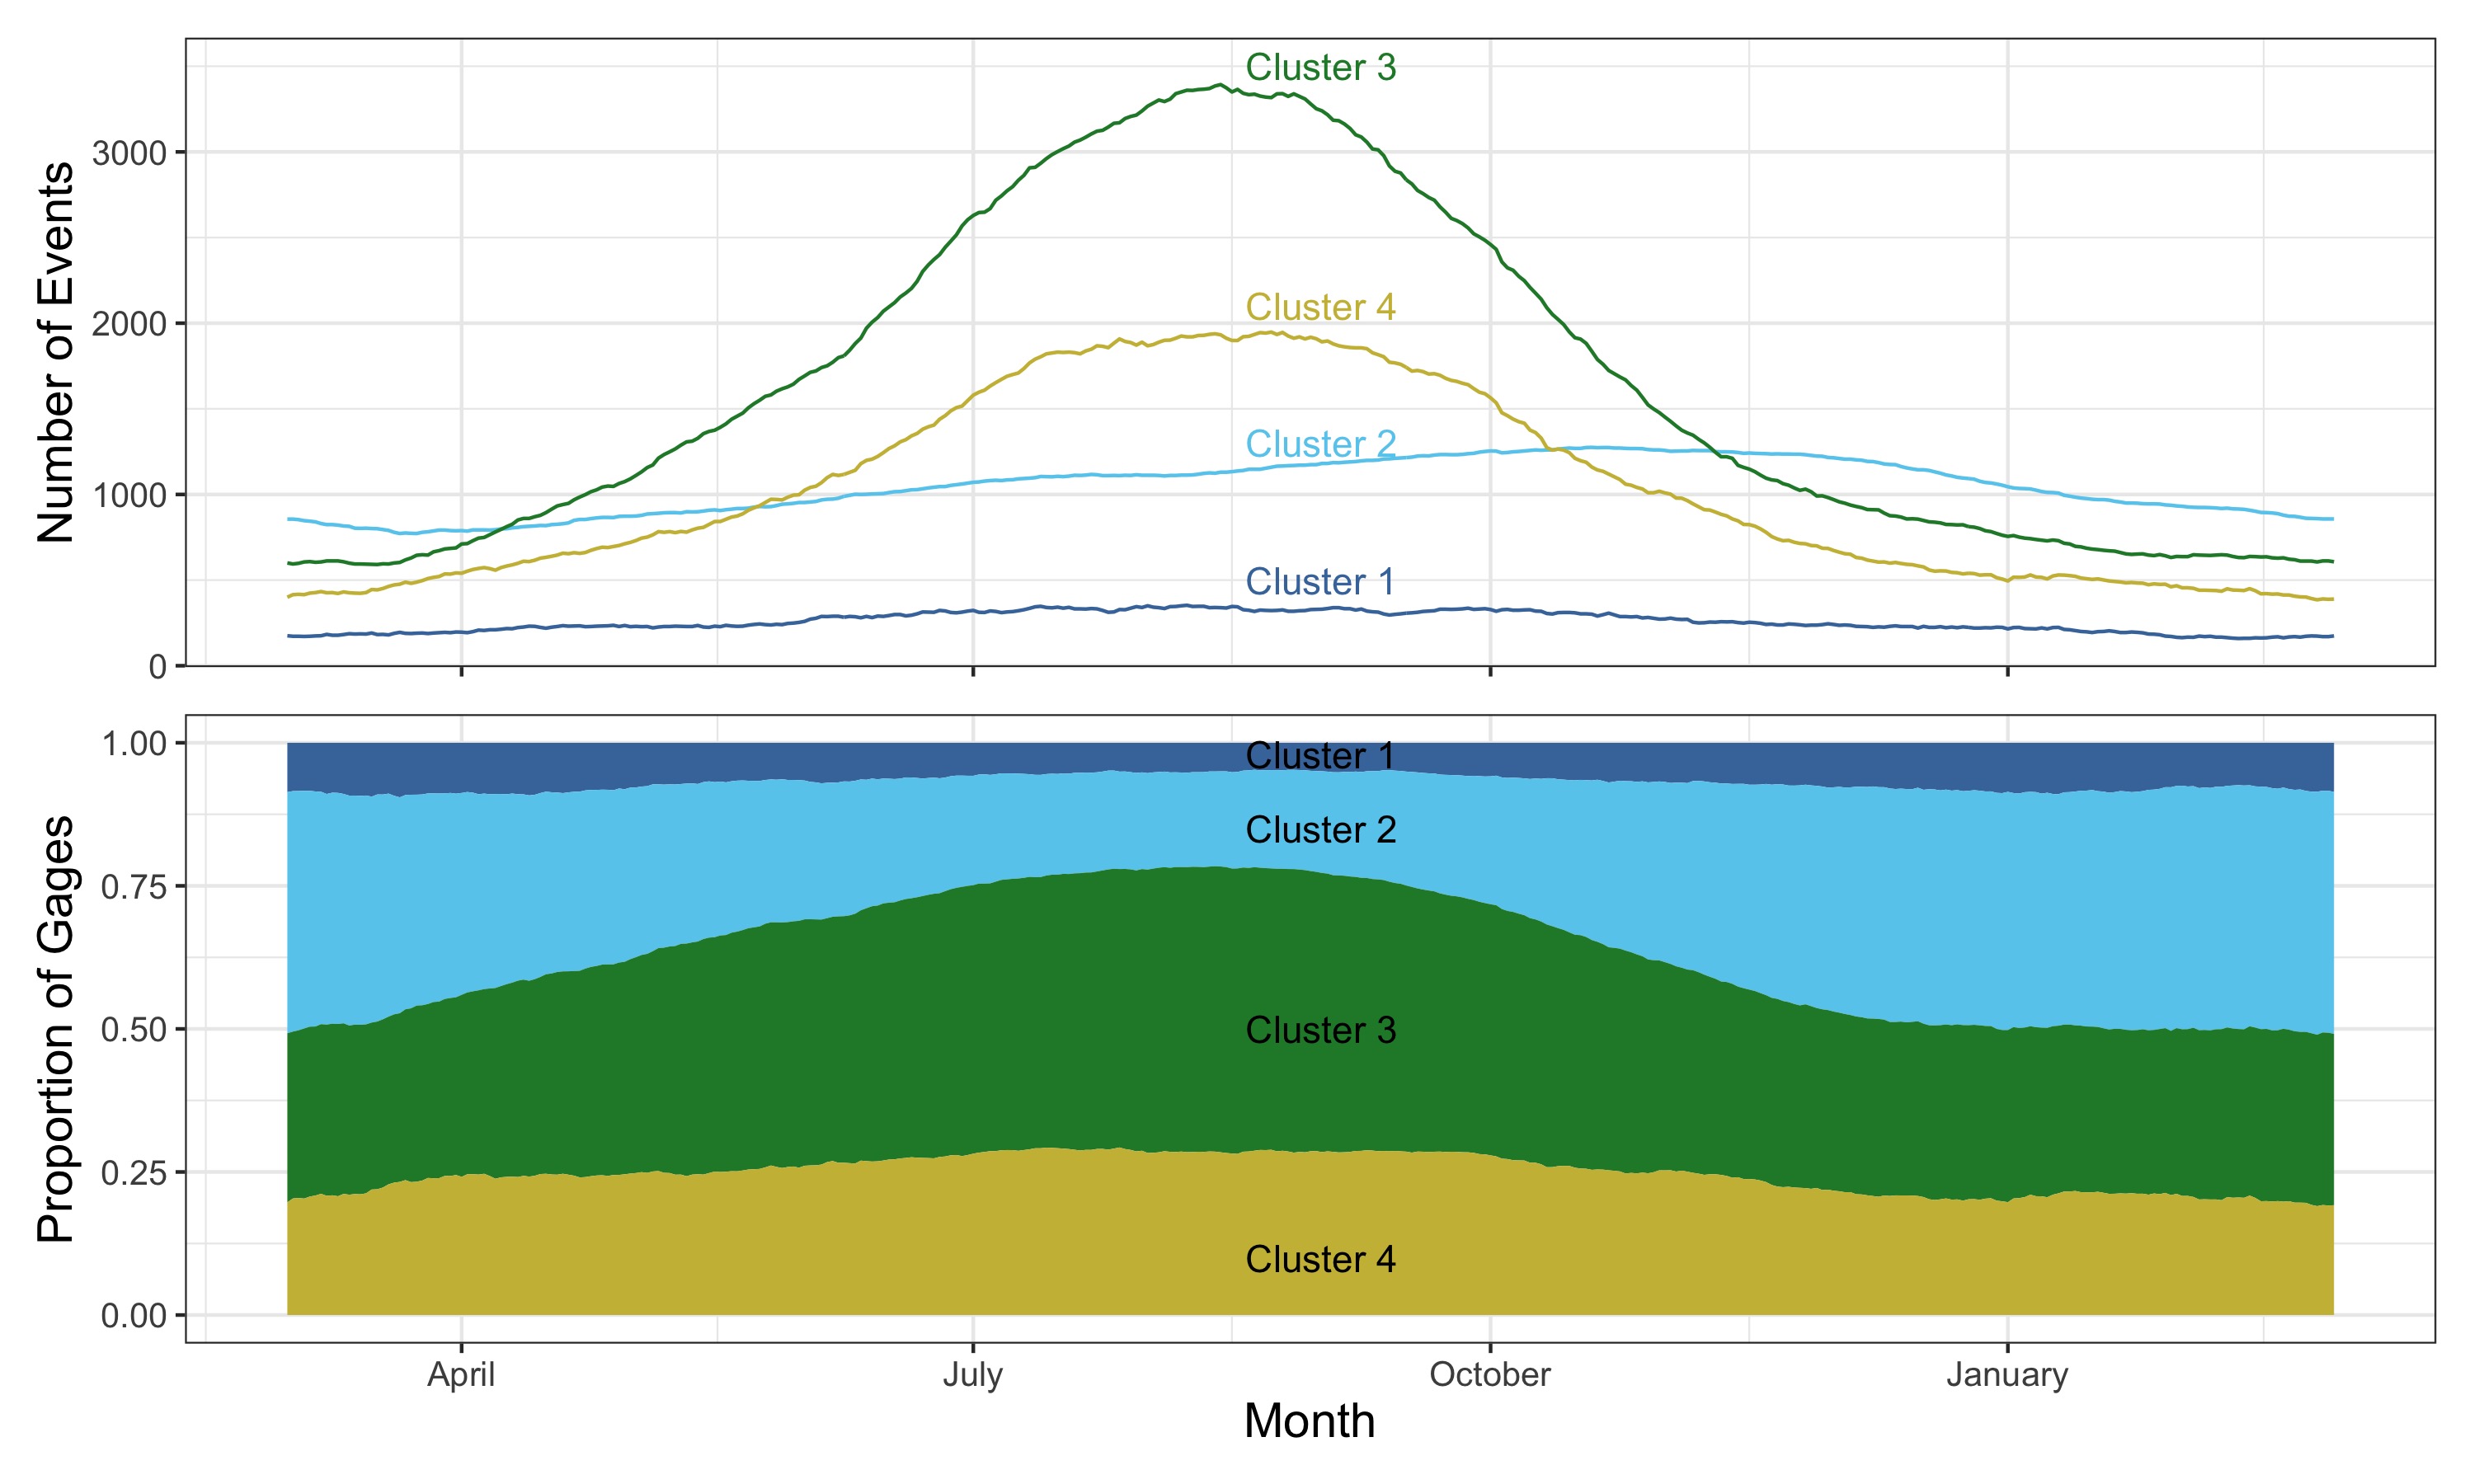 Number of Events
3000
2000
1000
0
Cluster 3
Cluster 4
Cluster 2
Cluster 1
Proportion of Gages
1.00
0.75
0.50
0.25
0.00
Cluster 1
Cluster 2
Cluster 3
Cluster 4
April July October January
Month